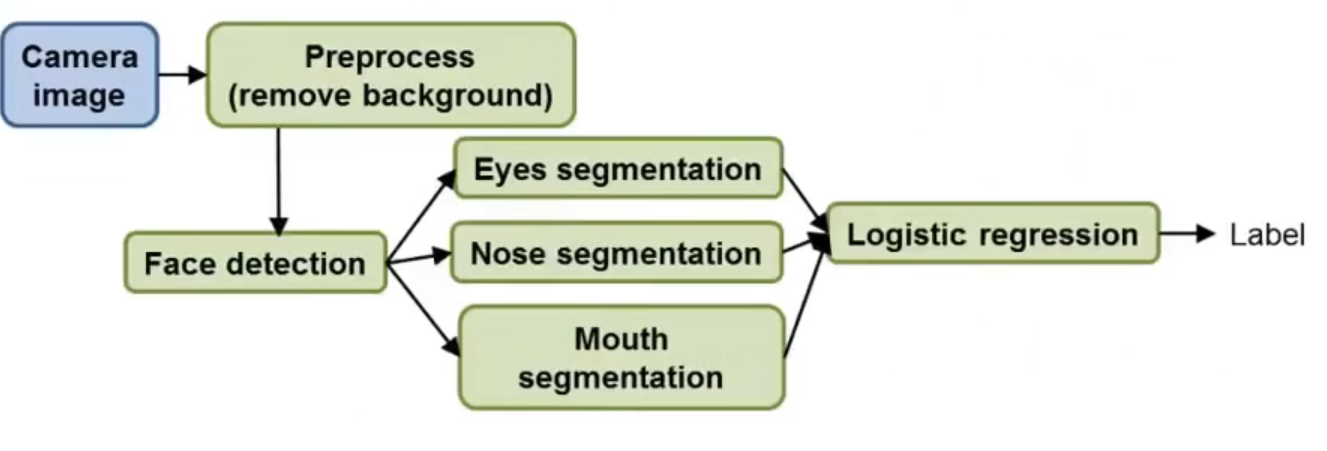 Camera
image
Preprocess
(remove background)
Eyes segmentation
Face detection
Nose segmentation
Mouth
segmentation
Logistic regression
Label